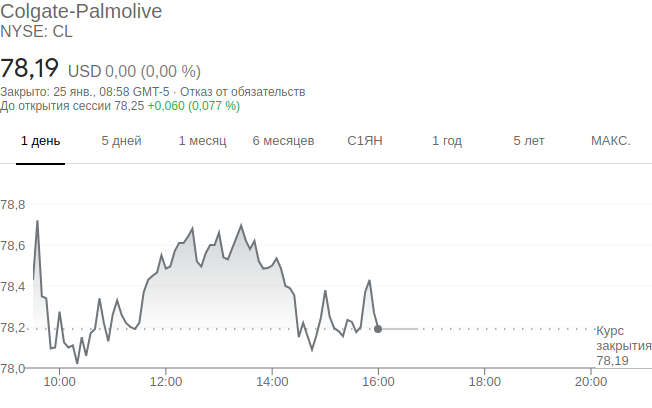 Colgate-Palmolive
NYSE: CL
78,19 USD 0,00 (0,00 %)
Закрыто: 25 янв., 08:58 GMT-5 · Отказ от обязательств
До открытия сессии 78,25 +0,060 (0,077 %)
1 день 5 дней 1 месяц 6 месяцев С1ЯН 1 год 5 лет МАКС.
78,8
78,6
78,4
78,2
78,0
Курс
закрытия
78,19
10:00 12:00 14:00 16:00 18:00 20:00